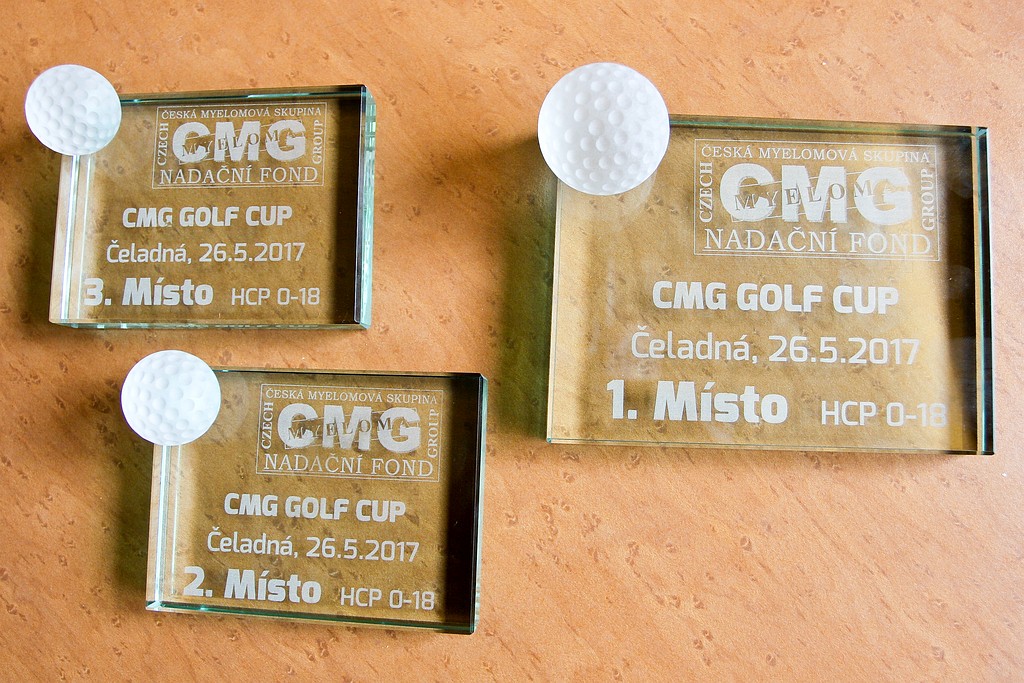 ČESKÁ MYELOMOVÁ SKUPINA
CZECH
CMG
MYELOM
GROUP
NADAČNÍ FOND
CMG GOLF CUP
Čeladná, 26.5.2017
3. Místo HCP 0-18
ČESKÁ MYELOMOVÁ SKUPINA
CZECH
CMG
MYELOM
GROUP
NADAČNÍ FOND
CMG GOLF CUP
Čeladná, 26.5.2017
1. Místo HCP 0-18
ČESKÁ MYELOMOVÁ SKUPINA
CZECH
CMG
MYELOM
GROUP
NADAČNÍ FOND
CMG GOLF CUP
Čeladná, 26.5.2017
2. Místo HCP 0-18